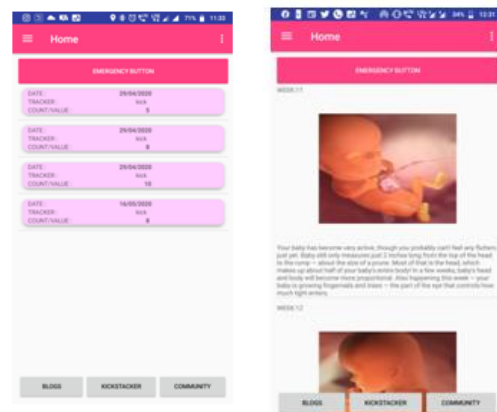 71% 11:33
Home
EMERGENCY BUTTON
DATE : 29/04/2020
TRACKER : kick
COUNT/VALUE : 5
DATE : 29/04/2020
TRACKER : kick
COUNT/VALUE : 8
DATE : 29/04/2020
TRACKER : kick
COUNT/VALUE : 10
DATE : 16/05/2020
TRACKER : kick
COUNT/VALUE : 8
BLOGS KICKSTACKER COMMUNITY
34% 12:31
Home
EMERGENCY BUTTON
WEEK:11
Your baby has become very active, though you probably can't feel any flutters
just yet. Baby still only measures just 2 inches long from the top of the head
to the rump — about the size of a prune. Most of that is the head, which
makes up about half of your baby's entire body! In a few weeks, baby's head
and body will become more proportional. Also happening this week — your
baby is growing fingernails and irises — the part of the eye that controls how
much light enters.
WEEK:12
BLOGS KICKSTACKER COMMUNITY